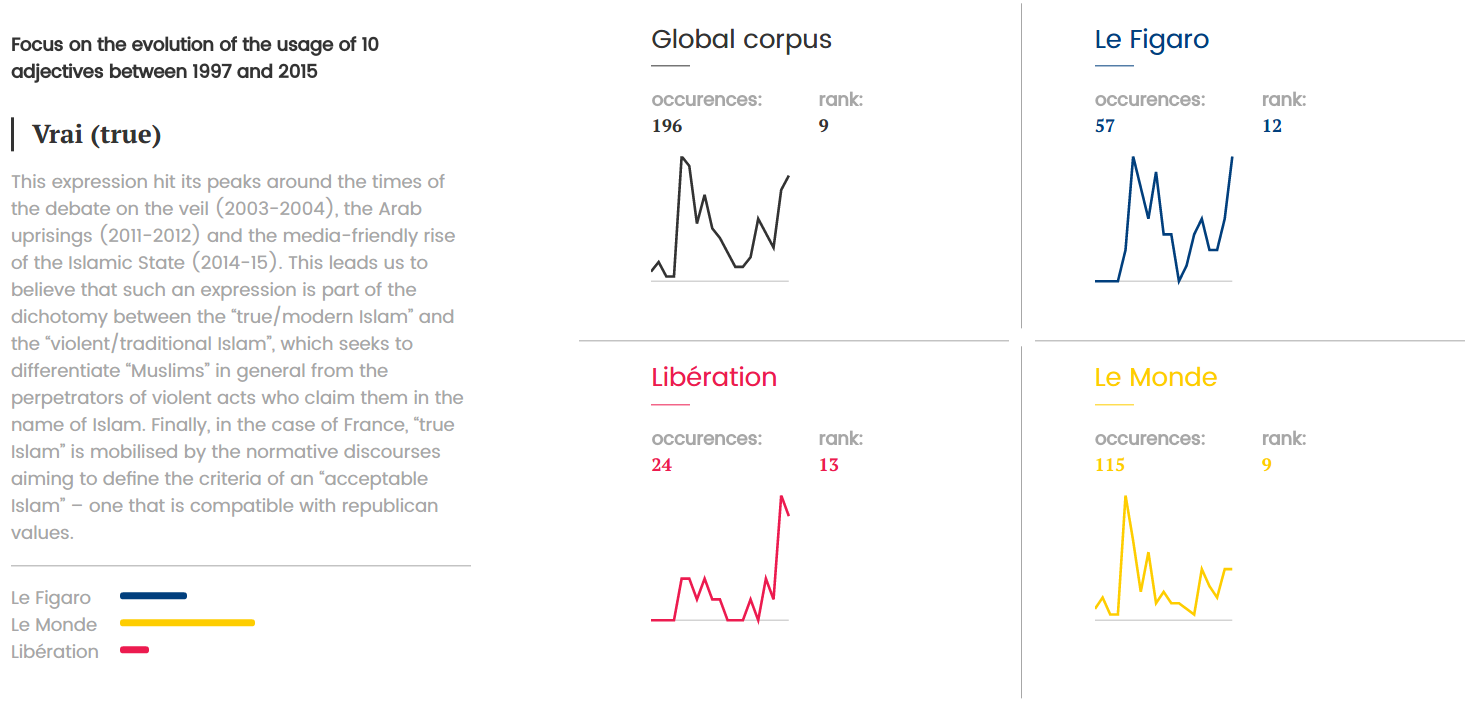 Focus on the evolution of the usage of 10
adjectives between 1997 and 2015
Vrai (true)
This expression hit its peaks around the times of
the debate on the veil (2003-2004), the Arab
uprisings (2011-2012) and the media-friendly rise
of the Islamic State (2014-15). This leads us to
believe that such an expression is part of the
dichotomy between the “true/modern Islam” and
the “violent/traditional Islam”, which seeks to
differentiate “Muslims” in general from the
perpetrators of violent acts who claim them in the
name of Islam. Finally, in the case of France, “true
Islam” is mobilised by the normative discourses
aiming to define the criteria of an “acceptable
Islam” – one that is compatible with republican
values.
Le Figaro
Le Monde
Libération
Global corpus
occurences: rank:
196 9
Le Figaro
occurences: rank:
57 12
Libération
occurences: rank:
24 13
Le Monde
occurences: rank:
115 9